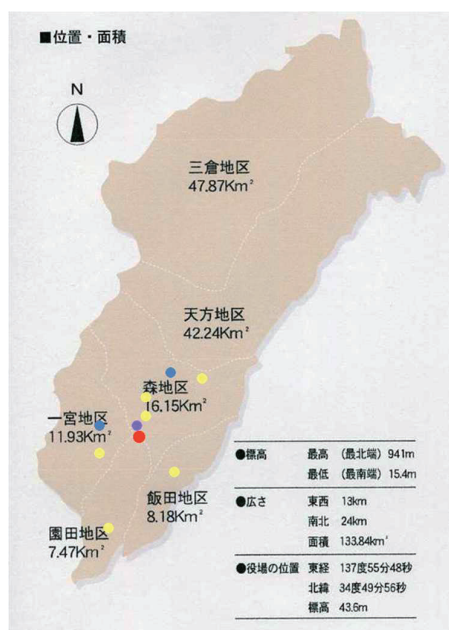 ■位置・面積
N
三倉地区
47.87Km²
天方地区
42.24Km²
森地区
16.15Km²
一宮地区
11.93Km²
飯田地区
8.18Km²
園田地区
7.47Km²
●標高 最高 (最北端) 941m
最低 (最南端) 15.4m
●広さ 東西 13km
南北 24km
面積 133.84km²
●役場の位置 東経 137度55分48秒
北緯 34度49分56秒
標高 43.6m